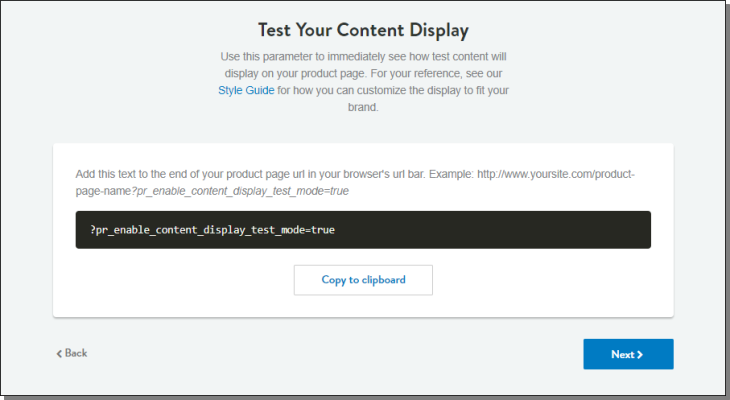 Test Your Content Display
Use this parameter to immediately see how test content will
display on your product page. For your reference, see our
Style Guide for how you can customize the display to fit your
brand.
Add this text to the end of your product page url in your browser's url bar. Example: http://www.yoursite.com/product-
page-name?pr_enable_content_display_test_mode=true
?pr_enable_content_display_test_mode=true
Copy to clipboard
Back
Next